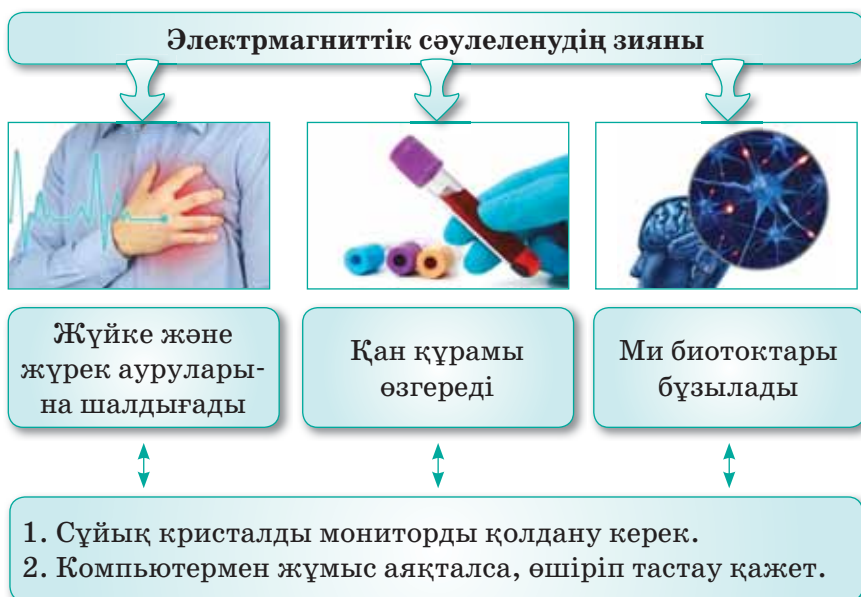 Электрмагниттік сәулеленудің зияны
Жүйке және
жүрек аурулары-
на шалдығады
Қан құрамы
өзгереді
Ми биотоктары
бұзылады
1. Сұйық кристалды мониторды қолдану керек.
2. Компьютермен жұмыс аяқталса, өшіріп тастау қажет.